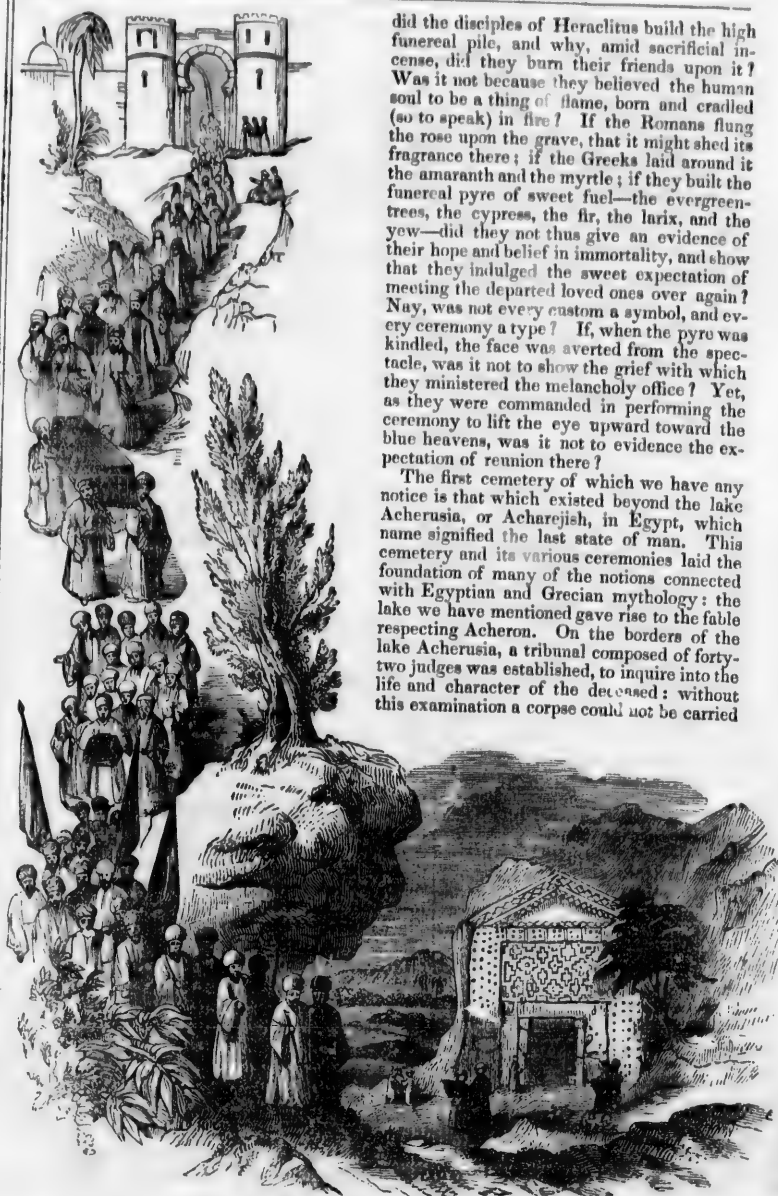 did the disciples of Heraclitus build the high
funereal pile, and why, amid sacrificial in-
cense, did they burn their friends upon it?
Was it not because they believed the human
soul to be a thing of flame, born and cradled
(so to speak) in fire? If the Romans flung
the rose upon the grave, that it might shed its
fragrance there; if the Greeks laid around it
the amaranth and the myrtle; if they built the
funereal pyre of sweet fuel—the evergreen-
trees, the cypress, the fir, the larix, and the
yew—did they not thus give an evidence of
their hope and belief in immortality, and show
that they indulged the sweet expectation of
meeting the departed loved ones over again?
Nay, was not every custom a symbol, and ev-
ery ceremony a type? If, when the pyre was
kindled, the face was averted from the spec-
tacle, was it not to show the grief with which
they ministered the melancholy office? Yet,
as they were commanded in performing the
ceremony to lift the eye upward toward the
blue heavens, was it not to evidence the ex-
pectation of reunion there?
The first cemetery of which we have any
notice is that which existed beyond the lake
Acherusia, or Acharejish, in Egypt, which
name signified the last state of man. This
cemetery and its various ceremonies laid the
foundation of many of the notions connected
with Egyptian and Grecian mythology: the
lake we have mentioned gave rise to the fable
respecting Acheron. On the borders of the
lake Acherusia, a tribunal composed of forty-
two judges was established, to inquire into the
life and character of the deceased: without
this examination a corpse could not be carried